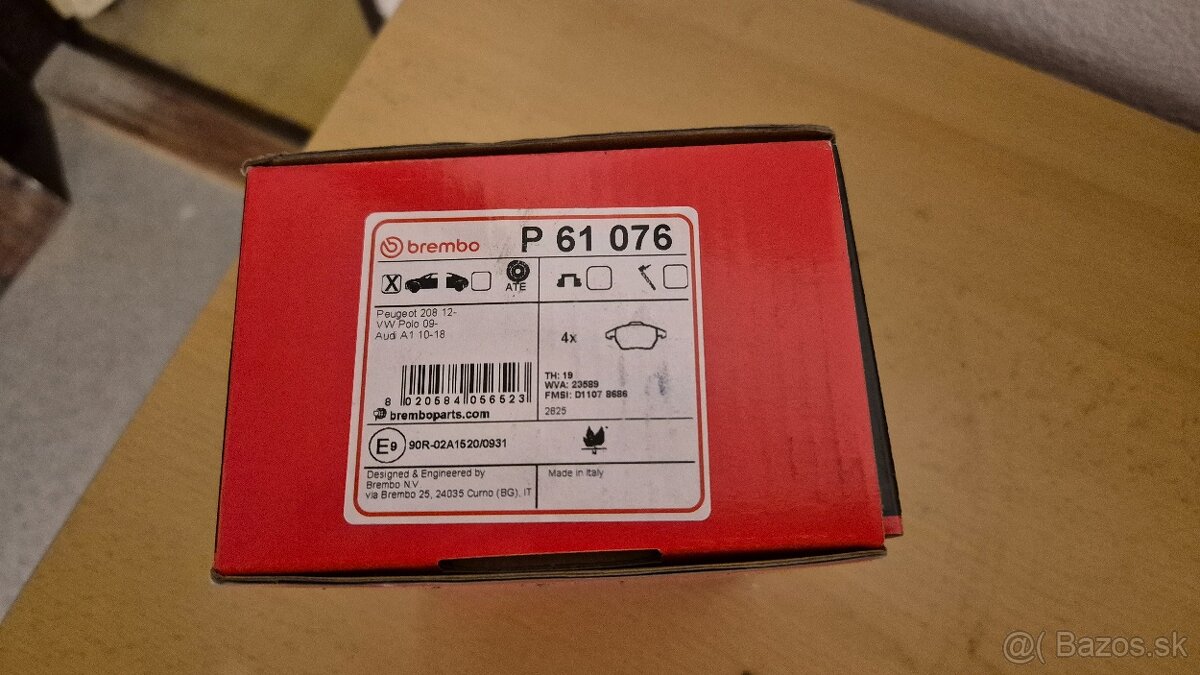 brembo P 61 076
X ATE
Peugeot 208 12-
VW Polo 09-
Audi A1 10-18
4x
8 020584 056523
bremboparts.com
TH: 19
WVA: 23589
FMSI: D1107 8686
2825
E9 90R-02A1520/0931
Designed & Engineered by
Brembo N.V.
via Brembo 25, 24035 Curno (BG), IT
Made in Italy
@( Bazos.sk